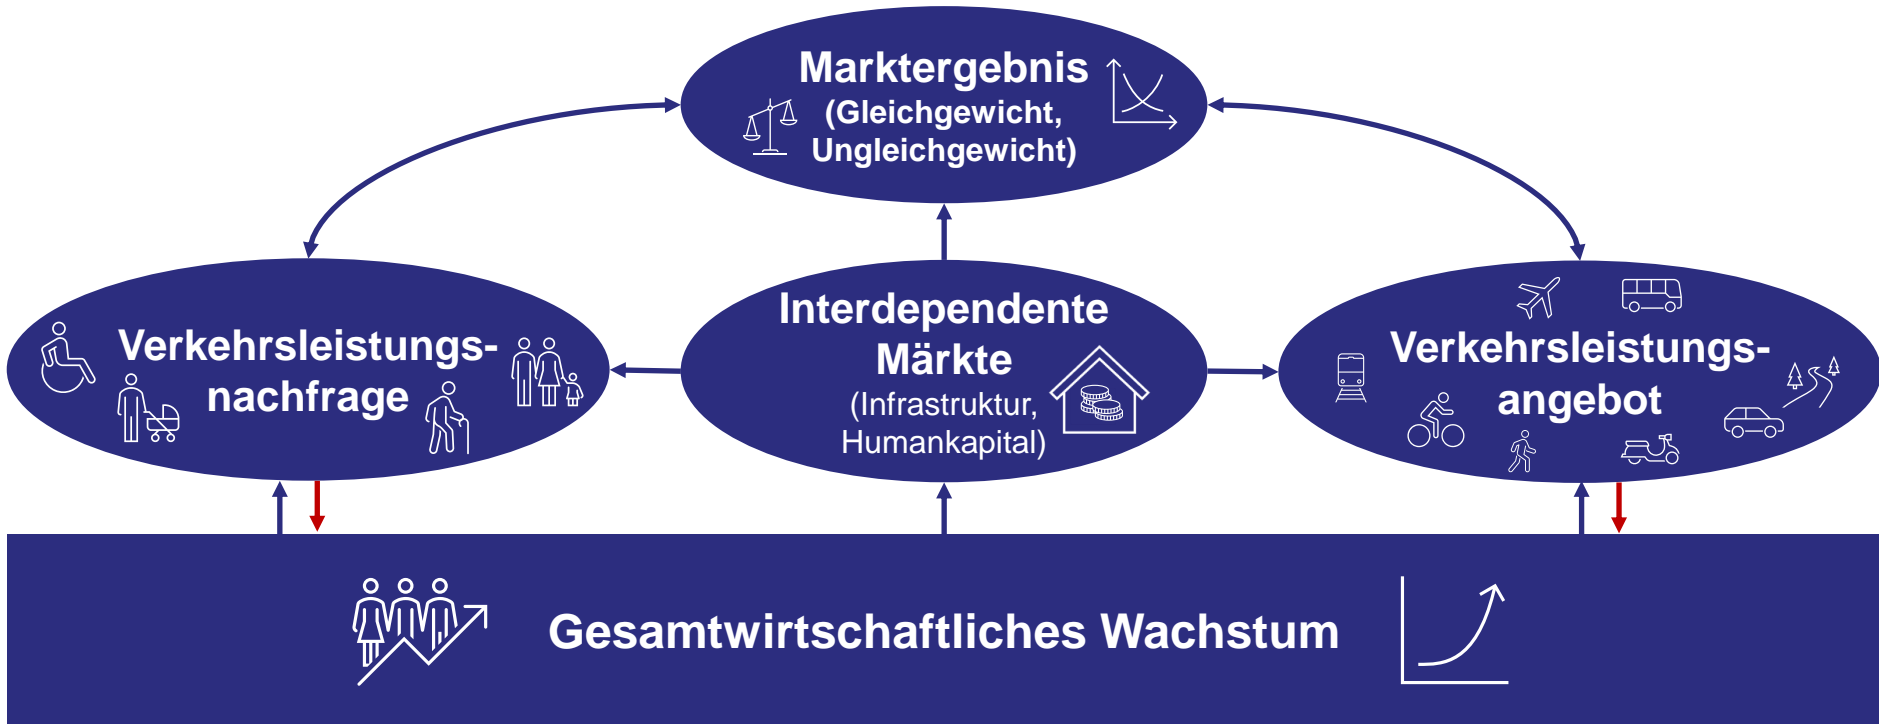 Marktergebnis
(Gleichgewicht,
Ungleichgewicht)
Verkehrsleistungs-
nachfrage
Interdependente
Märkte
(Infrastruktur,
Humankapital)
Verkehrsleistungs-
angebot
Gesamtwirtschaftliches Wachstum